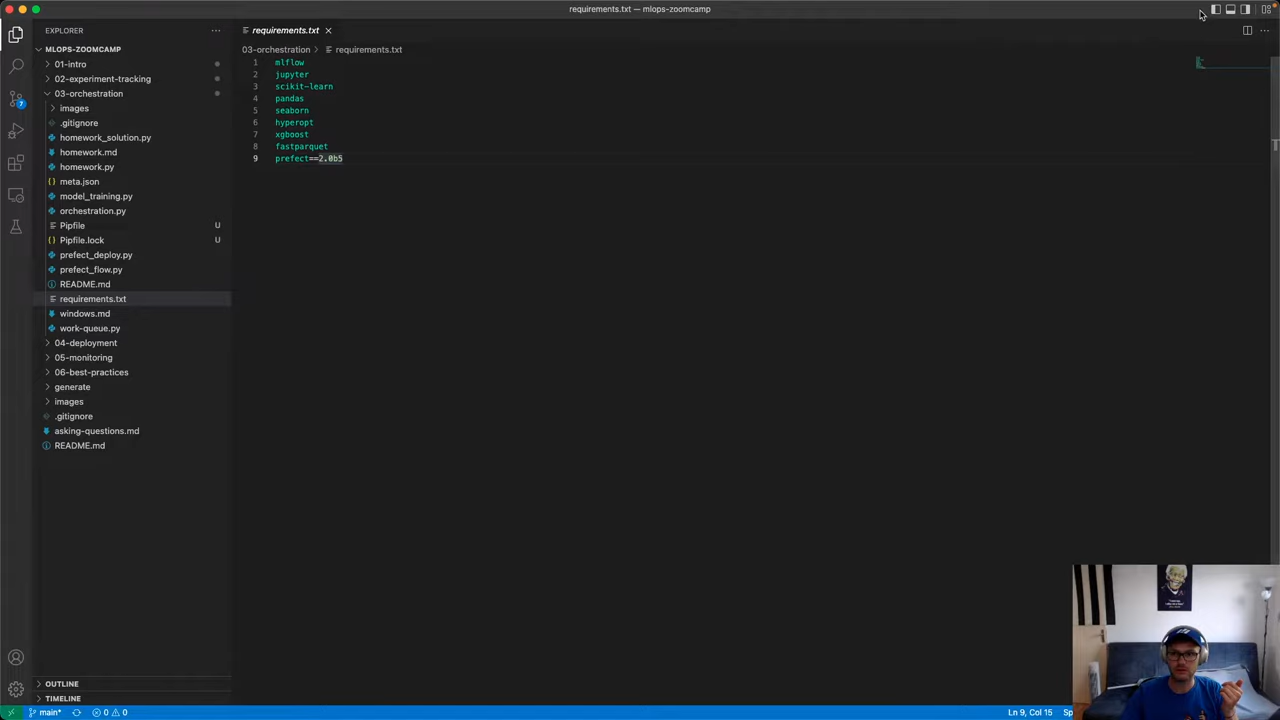 requirements.txt — mlops-zoomcamp
EXPLORER
requirements.txt
MLOPS-ZOOMCAMP
03-orchestration
requirements.txt
01-intro
02-experiment-tracking
03-orchestration
images
.gitignore
homework_solution.py
homework.md
homework.py
meta.json
model_training.py
orchestration.py
Pipfile U
Pipfile.lock U
prefect_deploy.py
prefect_flow.py
README.md
requirements.txt
windows.md
work-queue.py
04-deployment
05-monitoring
06-best-practices
generate
images
.gitignore
asking-questions.md
README.md
1 mlflow
2 jupyter
3 scikit-learn
4 pandas
5 seaborn
6 hyperopt
7 xgboost
8 fastparquet
9 prefect==2.0b5
7
OUTLINE
TIMELINE
main* 0 0 Ln 9, Col 15